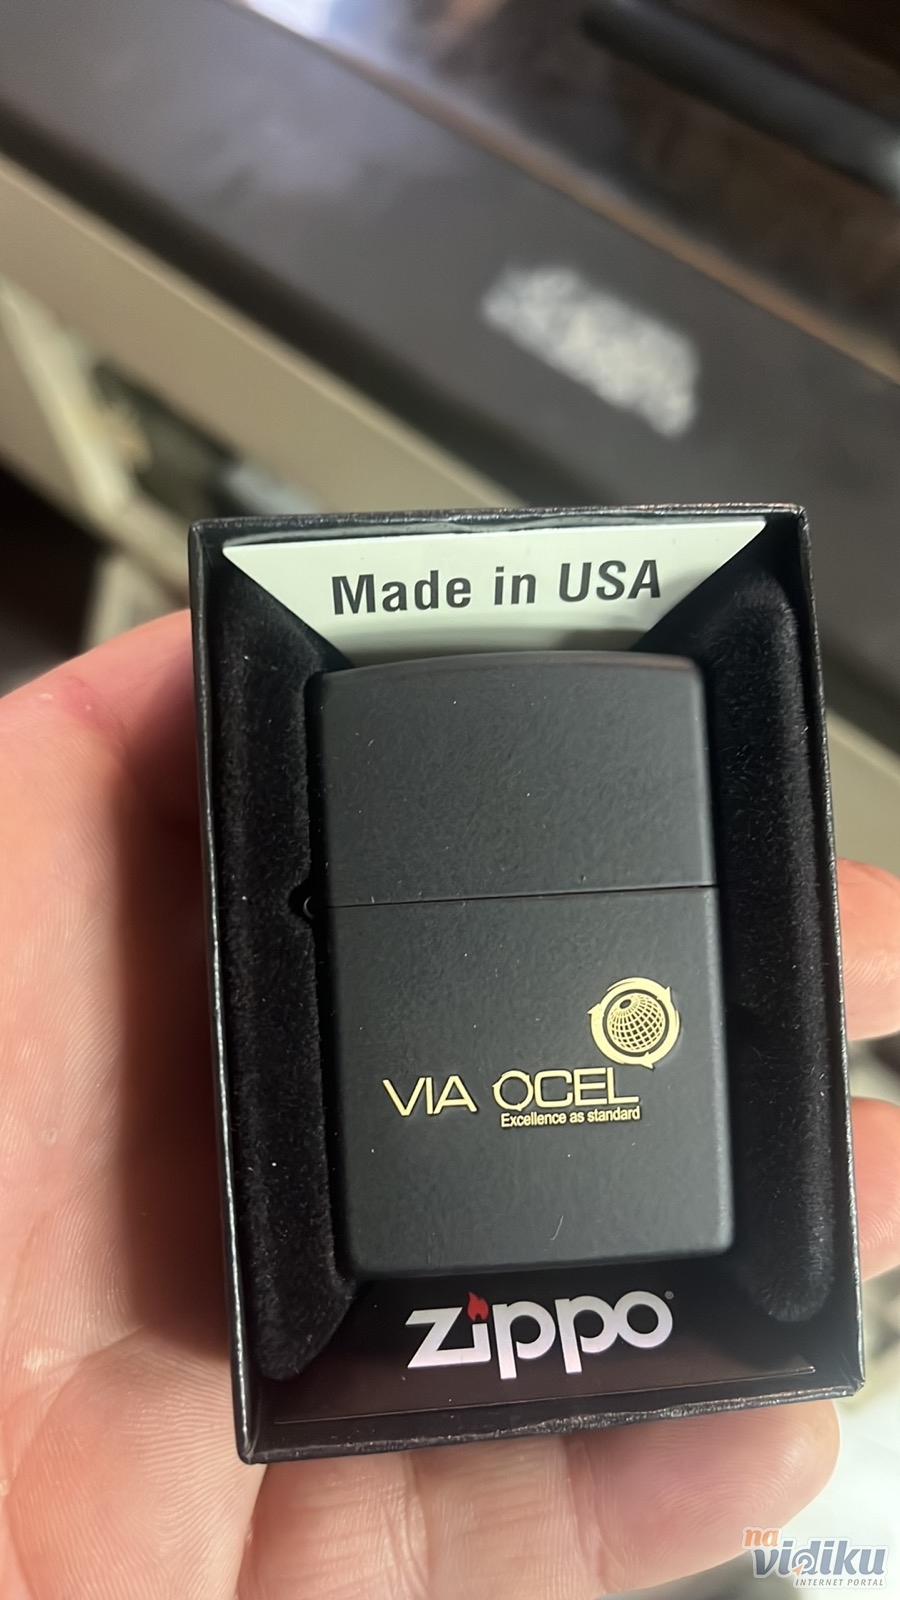 Made in USA
VIA OCEL
Excellence as standard
zippo®
na
vidiku
INTERNET PORTAL